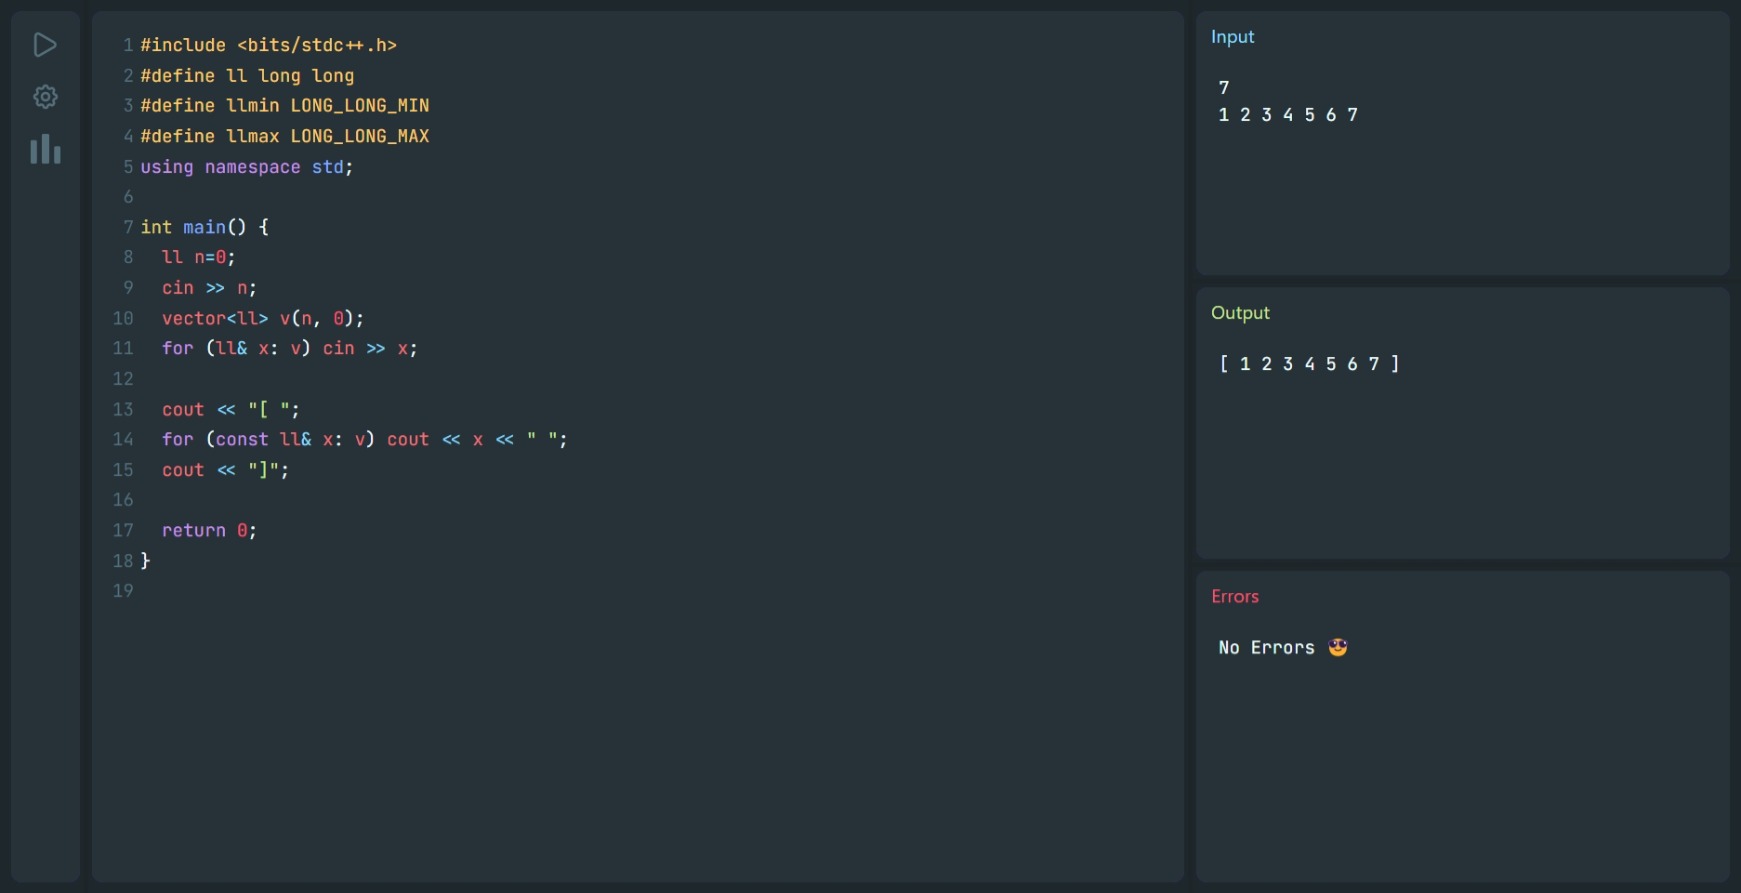 1 #include <bits/stdc++.h>
2 #define ll long long
3 #define llmin LONG_LONG_MIN
4 #define llmax LONG_LONG_MAX
5 using namespace std;
6
7 int main() {
8   ll n=0;
9   cin >> n;
10   vector<ll> v(n, 0);
11   for (ll& x: v) cin >> x;
12
13   cout << "[ ";
14   for (const ll& x: v) cout << x << " ";
15   cout << "]";
16
17   return 0;
18 }
19
Input
7
1 2 3 4 5 6 7
Output
[ 1 2 3 4 5 6 7 ]
Errors
No Errors 😎